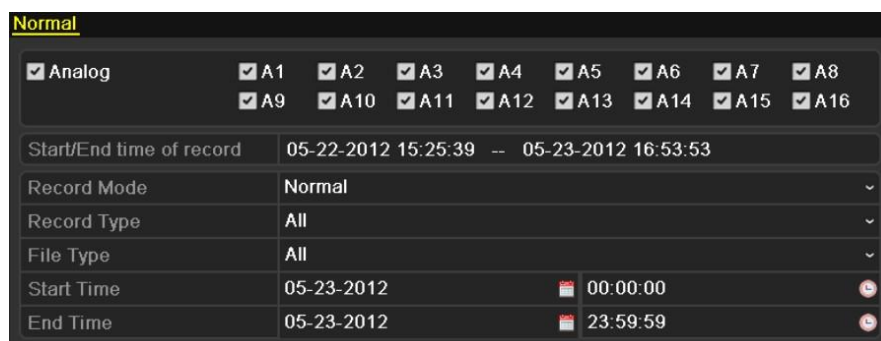 Normal
Analog A1 A2 A3 A4 A5 A6 A7 A8
A9 A10 A11 A12 A13 A14 A15 A16
Start/End time of record 05-22-2012 15:25:39 -- 05-23-2012 16:53:53
Record Mode Normal
Record Type All
File Type All
Start Time 05-23-2012 00:00:00
End Time 05-23-2012 23:59:59